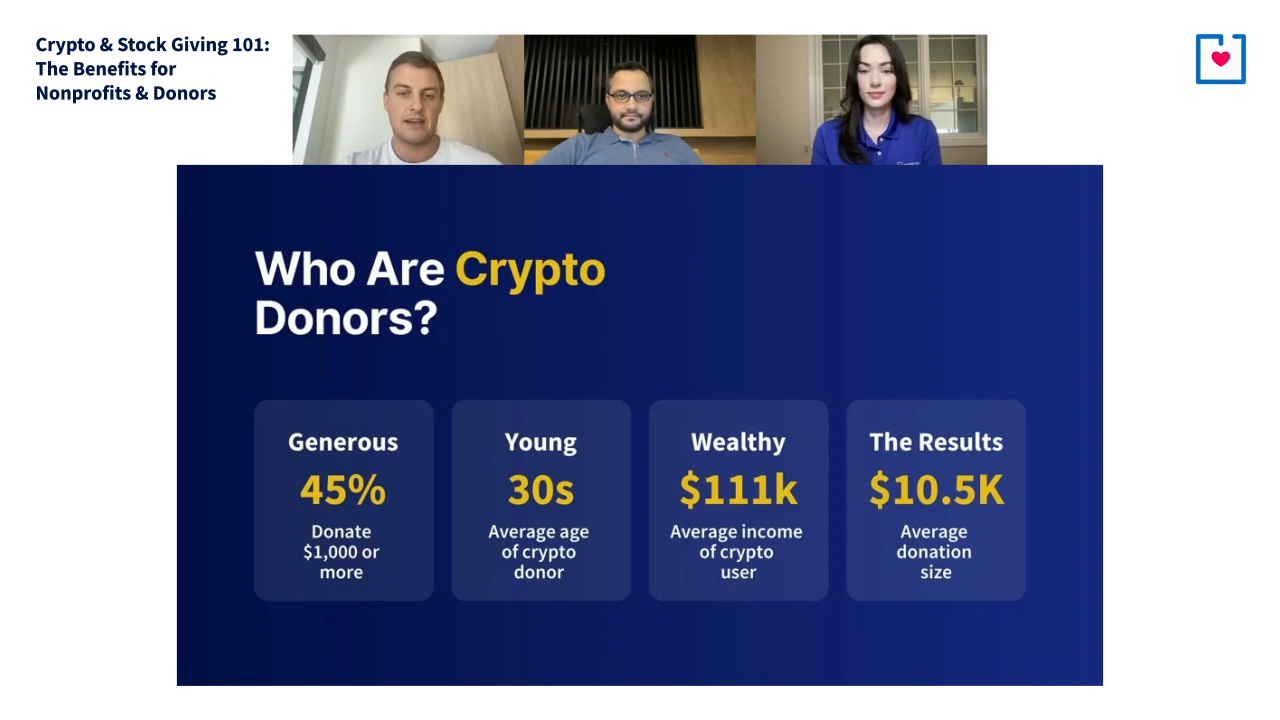 Crypto & Stock Giving 101:
The Benefits for
Nonprofits & Donors
Who Are Crypto
Donors?
Generous
45%
Donate
$1,000 or
more
Young
30s
Average age
of crypto
donor
Wealthy
$111k
Average income
of crypto
user
The Results
$10.5K
Average
donation
size